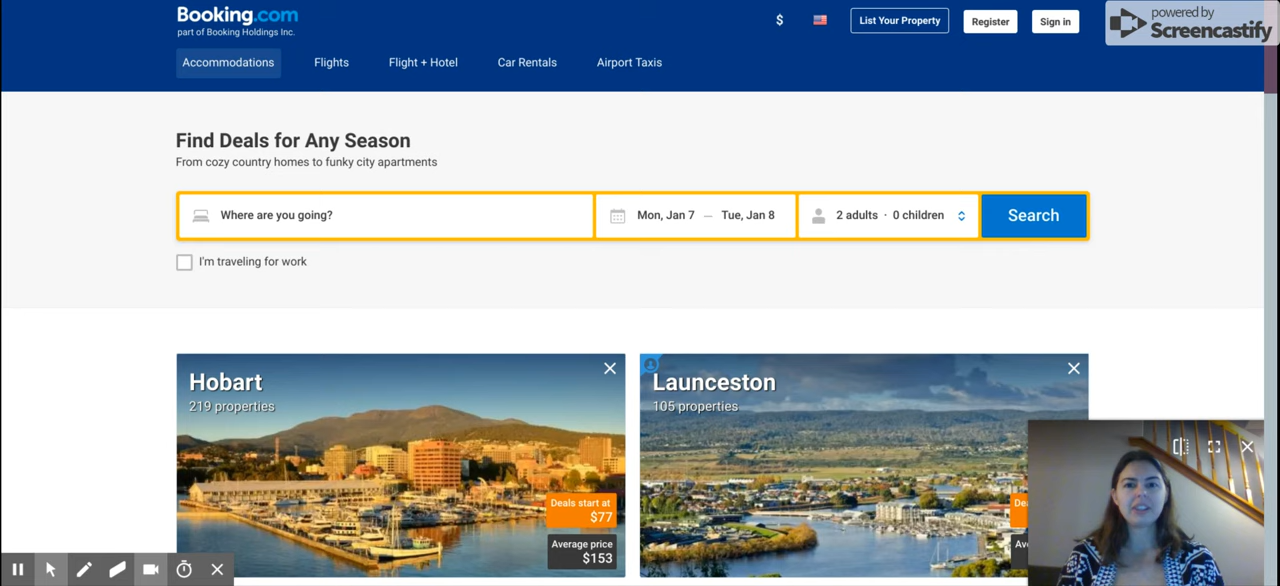 Booking.com
part of Booking Holdings Inc.
$
List Your Property
Register
Sign in
powered by
Screencastify
Accommodations
Flights
Flight + Hotel
Car Rentals
Airport Taxis
Find Deals for Any Season
From cozy country homes to funky city apartments
Where are you going?
Mon, Jan 7 — Tue, Jan 8
2 adults · 0 children
Search
I'm traveling for work
Hobart
219 properties
Deals start at
$77
Average price
$153
Launceston
105 properties